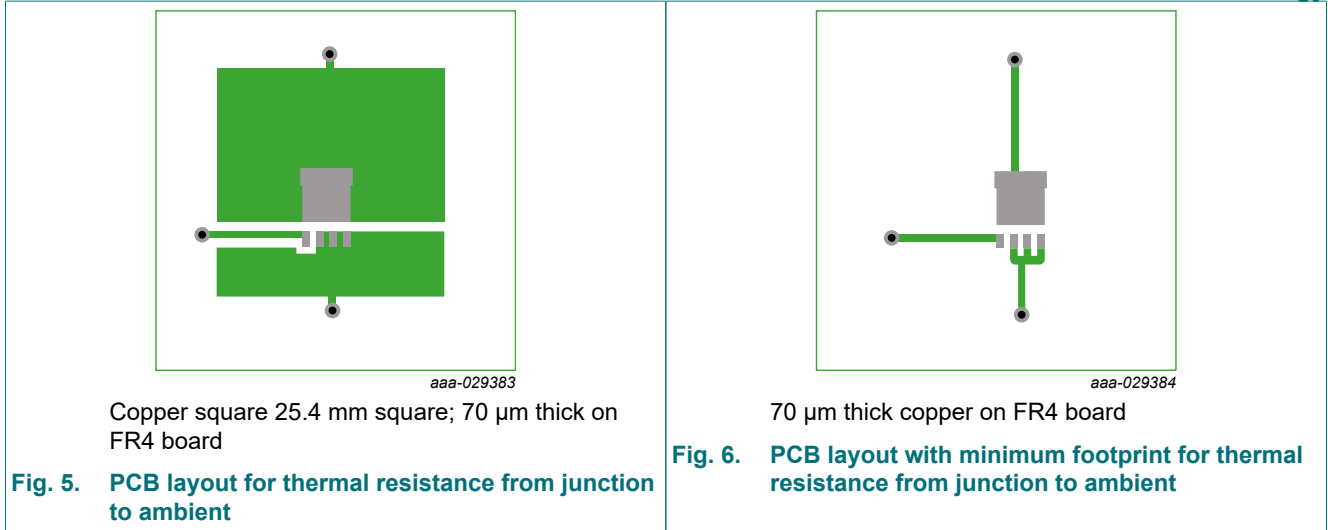 aaa-029383
Copper square 25.4 mm square; 70 µm thick on
FR4 board
Fig. 5. PCB layout for thermal resistance from junction
to ambient
aaa-029384
70 µm thick copper on FR4 board
Fig. 6. PCB layout with minimum footprint for thermal
resistance from junction to ambient